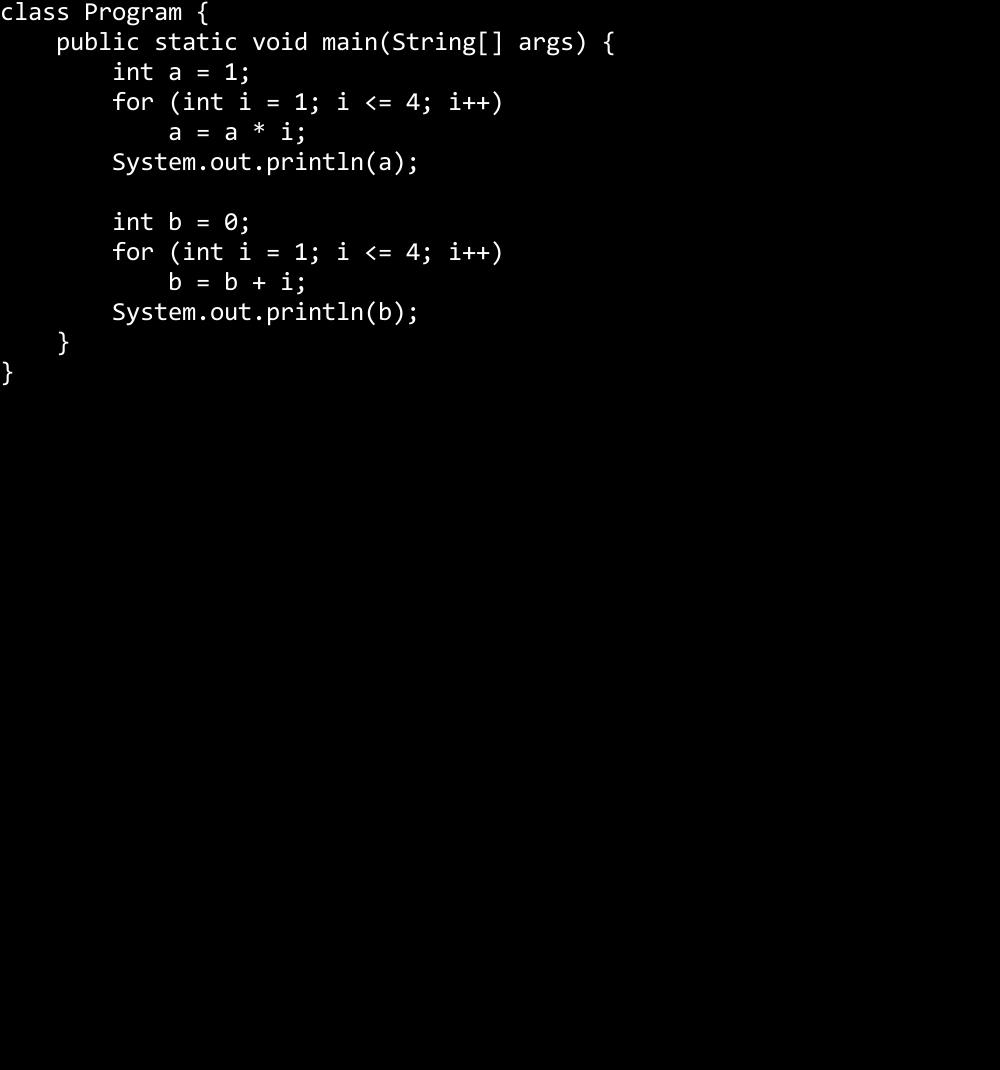 class Program {
    public static void main(String[] args) {
        int a = 1;
        for (int i = 1; i <= 4; i++)
            a = a * i;
        System.out.println(a);

        int b = 0;
        for (int i = 1; i <= 4; i++)
            b = b + i;
        System.out.println(b);
    }
}